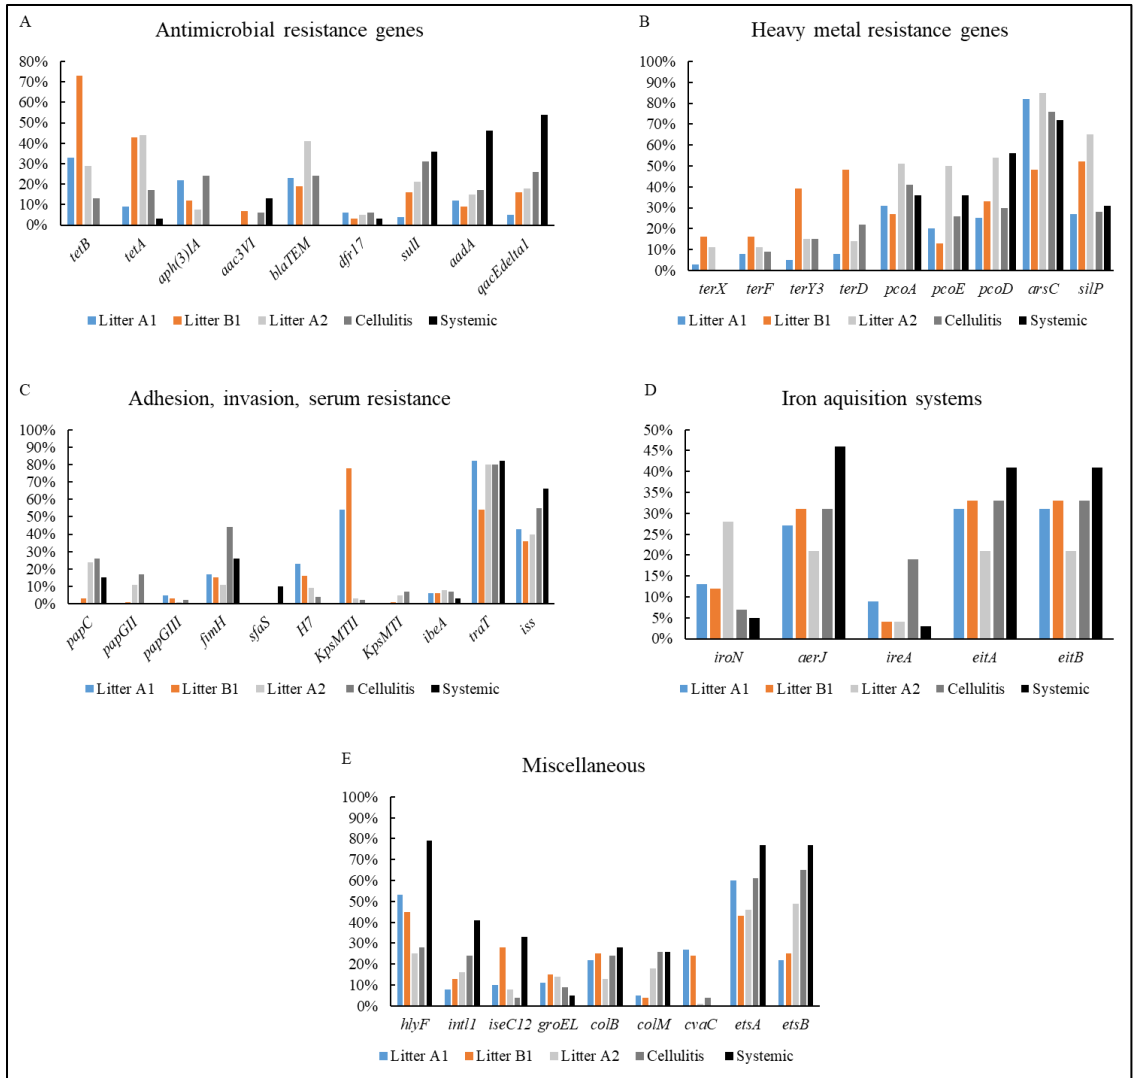 A
Antimicrobial resistance genes
80%
70%
60%
50%
40%
30%
20%
10%
0%
tetB tetA aph(3)IA aac3VI blaTEM dfr17 sulI aadA qacEdelta1
Litter A1 Litter B1 Litter A2 Cellulitis Systemic
B
Heavy metal resistance genes
100%
90%
80%
70%
60%
50%
40%
30%
20%
10%
0%
terX terF terY3 terD pcoA pcoE pcoD arsC silP
Litter A1 Litter B1 Litter A2 Cellulitis Systemic
C
Adhesion, invasion, serum resistance
100%
90%
80%
70%
60%
50%
40%
30%
20%
10%
0%
papC papGII papGIII fimH sfaS H7 KpsMTII KpsMTI ibeA traT iss
Litter A1 Litter B1 Litter A2 Cellulitis Systemic
D
Iron aquisition systems
50%
45%
40%
35%
30%
25%
20%
15%
10%
5%
0%
iroN aerJ ireA eitA eitB
Litter A1 Litter B1 Litter A2 Cellulitis Systemic
E
Miscellaneous
100%
90%
80%
70%
60%
50%
40%
30%
20%
10%
0%
hlyF intl1 iseC12 groEL colB colM cvaC etsA etsB
Litter A1 Litter B1 Litter A2 Cellulitis Systemic